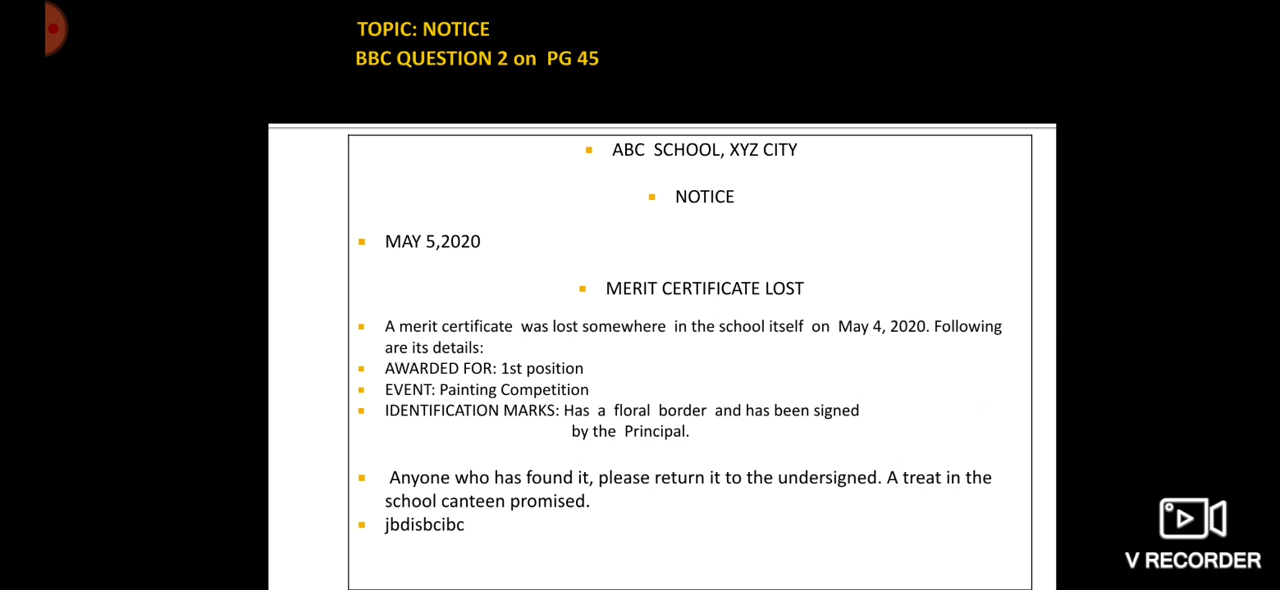 TOPIC: NOTICE
BBC QUESTION 2 on PG 45
ABC SCHOOL, XYZ CITY
NOTICE
MAY 5,2020
MERIT CERTIFICATE LOST
A merit certificate was lost somewhere in the school itself on May 4, 2020. Following
are its details:
AWARDED FOR: 1st position
EVENT: Painting Competition
IDENTIFICATION MARKS: Has a floral border and has been signed
by the Principal.
Anyone who has found it, please return it to the undersigned. A treat in the
school canteen promised.
jbdisbcibc
V RECORDER